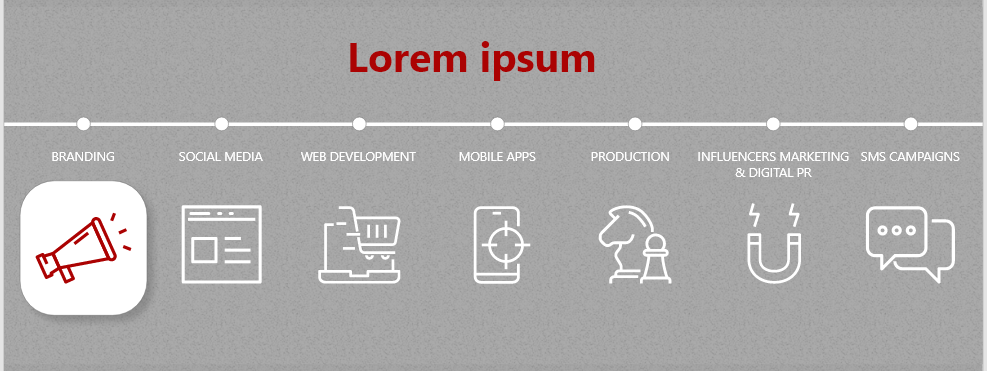 Lorem ipsum
BRANDING
SOCIAL MEDIA
WEB DEVELOPMENT
MOBILE APPS
PRODUCTION
INFLUENCERS MARKETING
& DIGITAL PR
SMS CAMPAIGNS